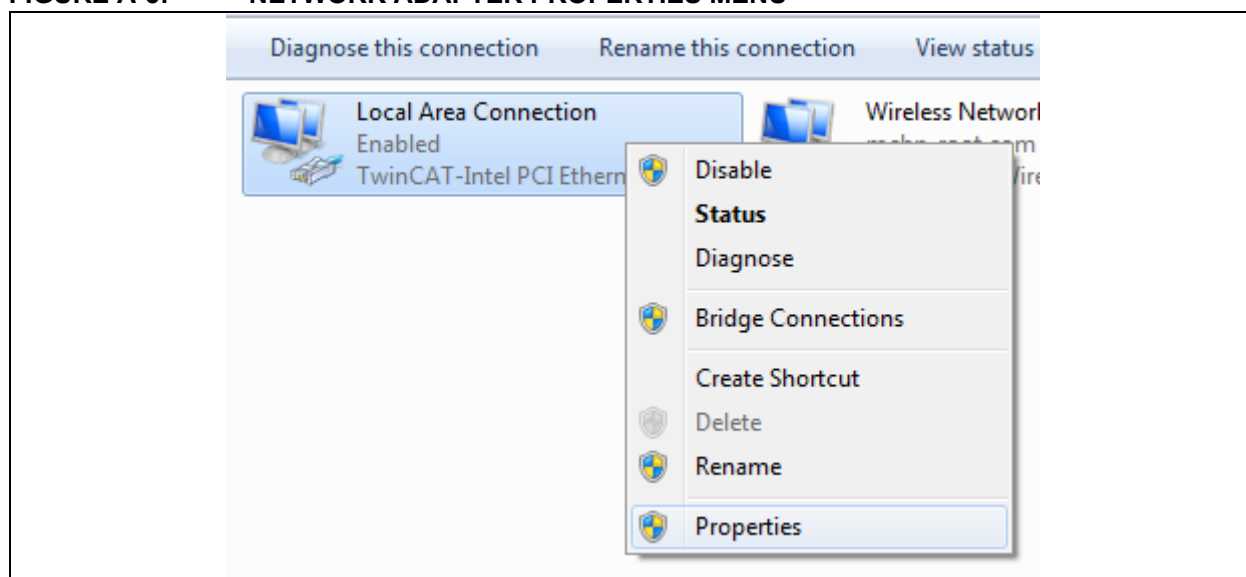 NETWORK ADAPTER PROPERTIES MENU
Diagnose this connection Rename this connection View status
Local Area Connection
Enabled
TwinCAT-Intel PCI Ethern
Wireless Networ
Disable
Status
Diagnose
Bridge Connections
Create Shortcut
Delete
Rename
Properties